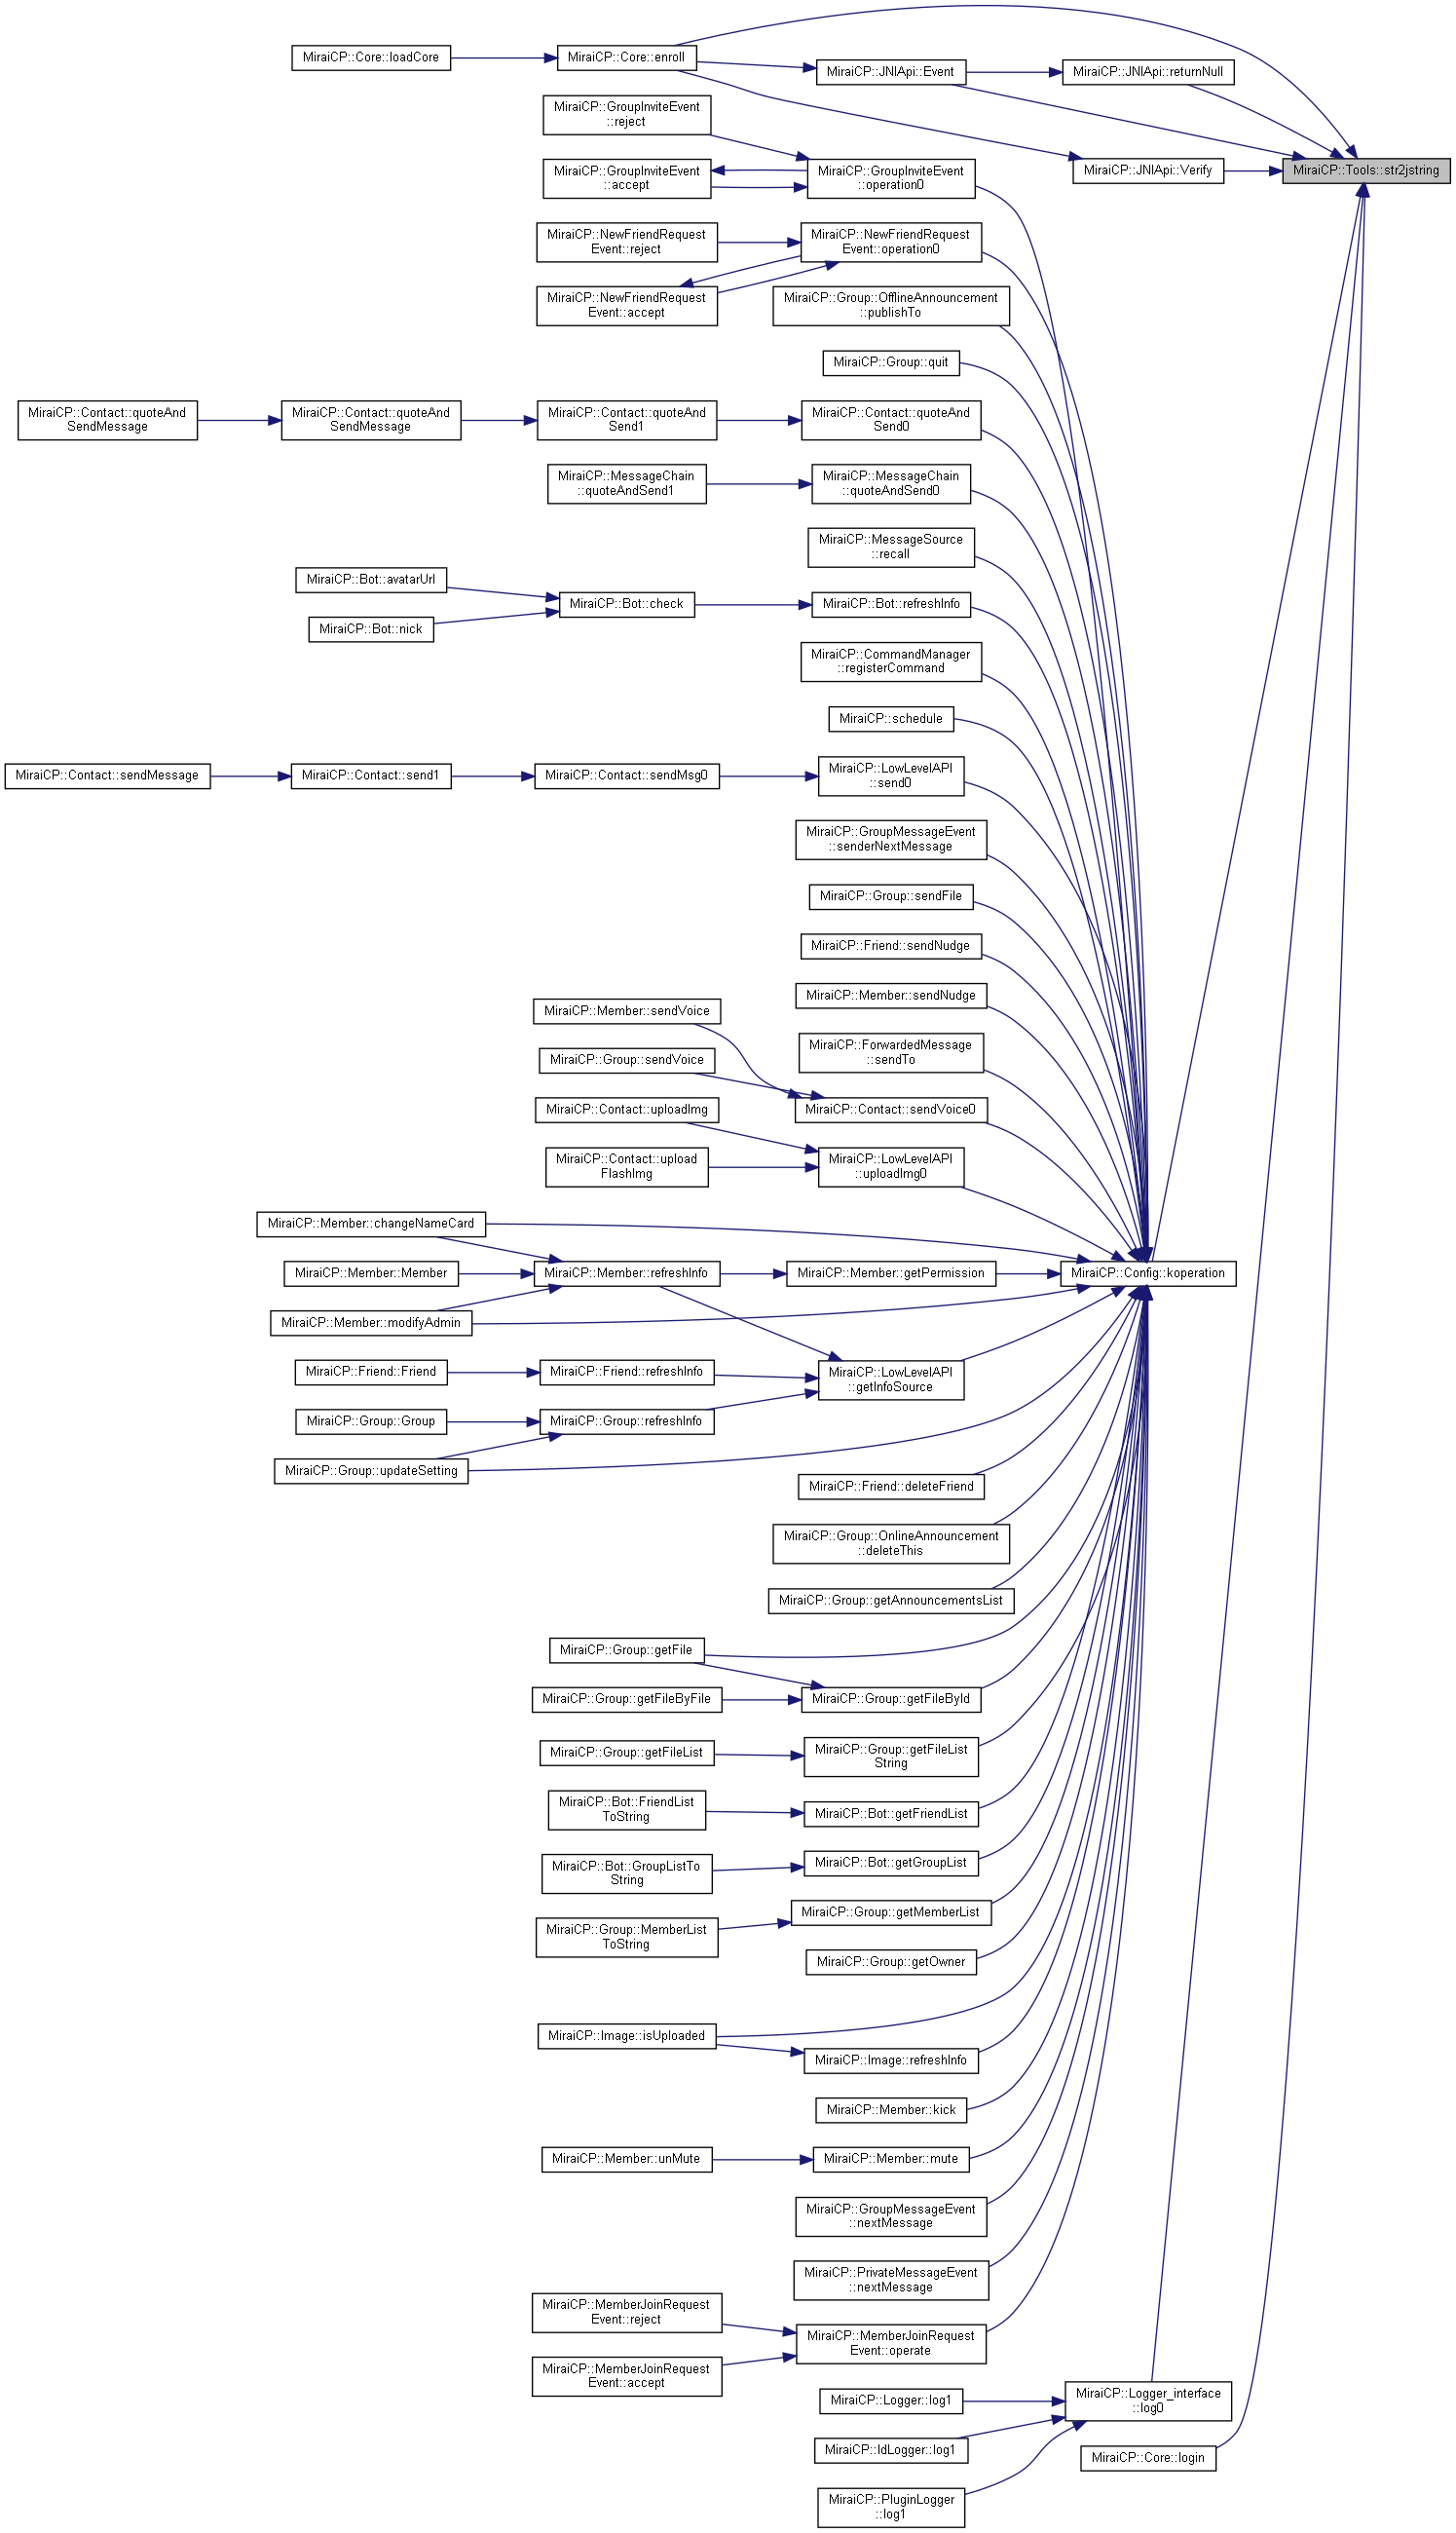 MiraiCP::Core::loadCore
MiraiCP::Core::enroll
MiraiCP::JNIApi::Event
MiraiCP::JNIApi::returnNull
MiraiCP::GroupInviteEvent
::reject
MiraiCP::GroupInviteEvent
::accept
MiraiCP::GroupInviteEvent
::operation0
MiraiCP::JNIApi::Verify
MiraiCP::Tools::str2jstring
MiraiCP::NewFriendRequest
Event::reject
MiraiCP::NewFriendRequest
Event::operation0
MiraiCP::NewFriendRequest
Event::accept
MiraiCP::Group::OfflineAnnouncement
::publishTo
MiraiCP::Group::quit
MiraiCP::Contact::quoteAnd
SendMessage
MiraiCP::Contact::quoteAnd
SendMessage
MiraiCP::Contact::quoteAnd
Send1
MiraiCP::Contact::quoteAnd
Send0
MiraiCP::MessageChain
::quoteAndSend1
MiraiCP::MessageChain
::quoteAndSend0
MiraiCP::MessageSource
::recall
MiraiCP::Bot::avatarUrl
MiraiCP::Bot::nick
MiraiCP::Bot::check
MiraiCP::Bot::refreshInfo
MiraiCP::CommandManager
::registerCommand
MiraiCP::schedule
MiraiCP::Contact::sendMessage
MiraiCP::Contact::send1
MiraiCP::Contact::sendMsg0
MiraiCP::LowLevelAPI
::send0
MiraiCP::GroupMessageEvent
::senderNextMessage
MiraiCP::Group::sendFile
MiraiCP::Friend::sendNudge
MiraiCP::Member::sendNudge
MiraiCP::Member::sendVoice
MiraiCP::ForwardedMessage
::sendTo
MiraiCP::Group::sendVoice
MiraiCP::Contact::sendVoice0
MiraiCP::Contact::uploadImg
MiraiCP::Contact::upload
FlashImg
MiraiCP::LowLevelAPI
::uploadImg0
MiraiCP::Member::changeNameCard
MiraiCP::Member::Member
MiraiCP::Member::refreshInfo
MiraiCP::Member::getPermission
MiraiCP::Config::koperation
MiraiCP::Member::modifyAdmin
MiraiCP::Friend::Friend
MiraiCP::Friend::refreshInfo
MiraiCP::LowLevelAPI
::getInfoSource
MiraiCP::Group::Group
MiraiCP::Group::refreshInfo
MiraiCP::Group::updateSetting
MiraiCP::Friend::deleteFriend
MiraiCP::Group::OnlineAnnouncement
::deleteThis
MiraiCP::Group::getAnnouncementsList
MiraiCP::Group::getFile
MiraiCP::Group::getFileByFile
MiraiCP::Group::getFileById
MiraiCP::Group::getFileList
MiraiCP::Group::getFileList
String
MiraiCP::Bot::FriendList
ToString
MiraiCP::Bot::getFriendList
MiraiCP::Bot::GroupListTo
String
MiraiCP::Bot::getGroupList
MiraiCP::Group::MemberList
ToString
MiraiCP::Group::getMemberList
MiraiCP::Group::getOwner
MiraiCP::Image::isUploaded
MiraiCP::Image::refreshInfo
MiraiCP::Member::kick
MiraiCP::Member::unMute
MiraiCP::Member::mute
MiraiCP::GroupMessageEvent
::nextMessage
MiraiCP::PrivateMessageEvent
::nextMessage
MiraiCP::MemberJoinRequest
Event::reject
MiraiCP::MemberJoinRequest
Event::operate
MiraiCP::MemberJoinRequest
Event::accept
MiraiCP::Logger::log1
MiraiCP::Logger_interface
::log0
MiraiCP::IdLogger::log1
MiraiCP::Core::login
MiraiCP::PluginLogger
::log1